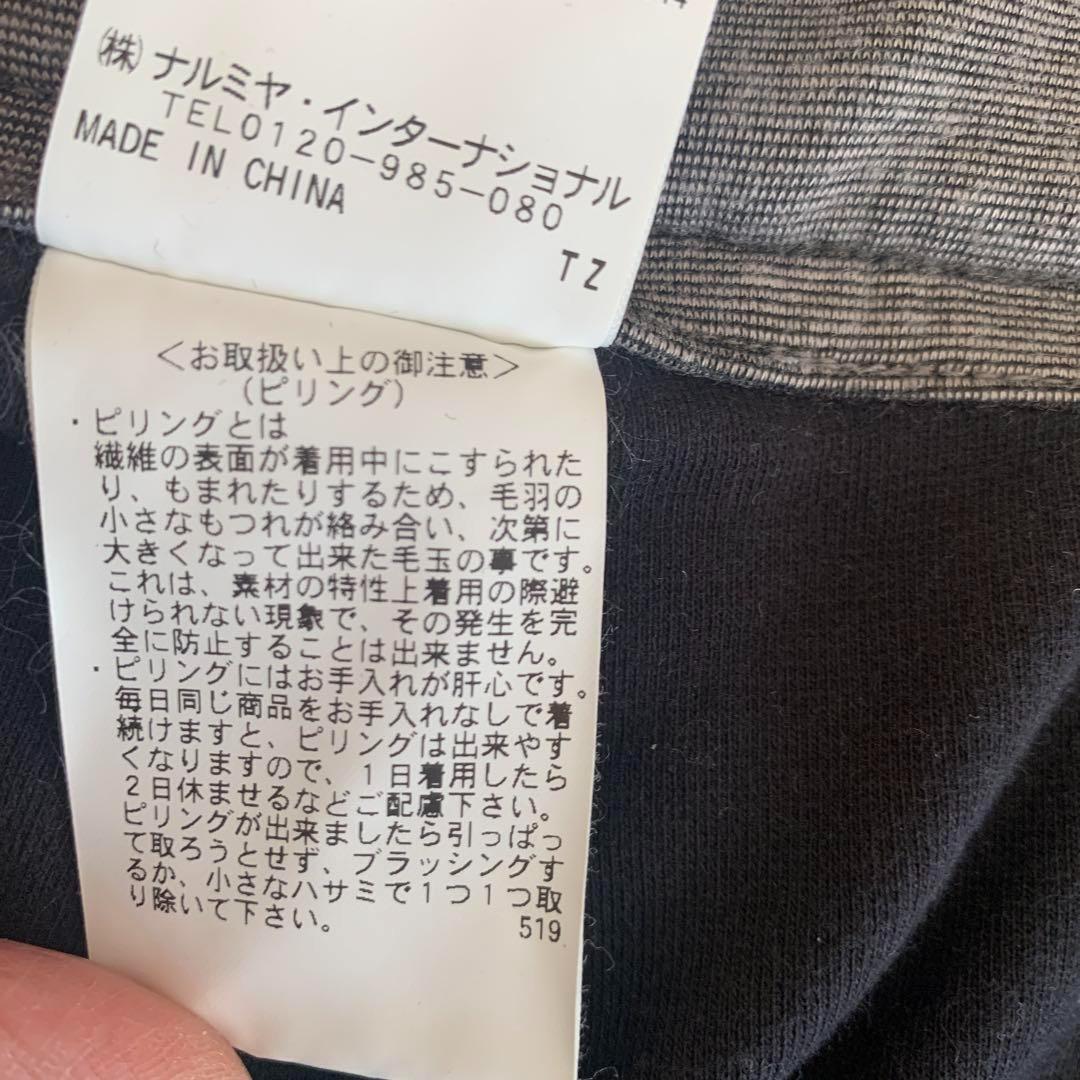 (株)ナルミヤ・インターナショナル
TEL0120-985-080
MADE IN CHINA
TZ
＜お取扱い上の御注意＞
(ピリング)
・ピリングとは
繊維の表面が着用中にこすられた
り、もまれたりするため、毛羽の
小さなもつれが絡み合い、次第に
大きくなって出来た毛玉の事です。
これは、素材の特性上着用の際避
けられない現象で、その発生を完
全に防止することは出来ません。
・ピリングにはお手入れが肝心です。
毎日同じ商品をお手入れなしで着
続けますと、ピリングは出来やす
くなりますので、1日着用したら
2日休ませるなどご配慮下さい。
ピリングが出来ましたら引っぱっ
て取ろうとせず、ブラッシングす
るか、小さなハサミで1つ1つ取
り除いて下さい。
519